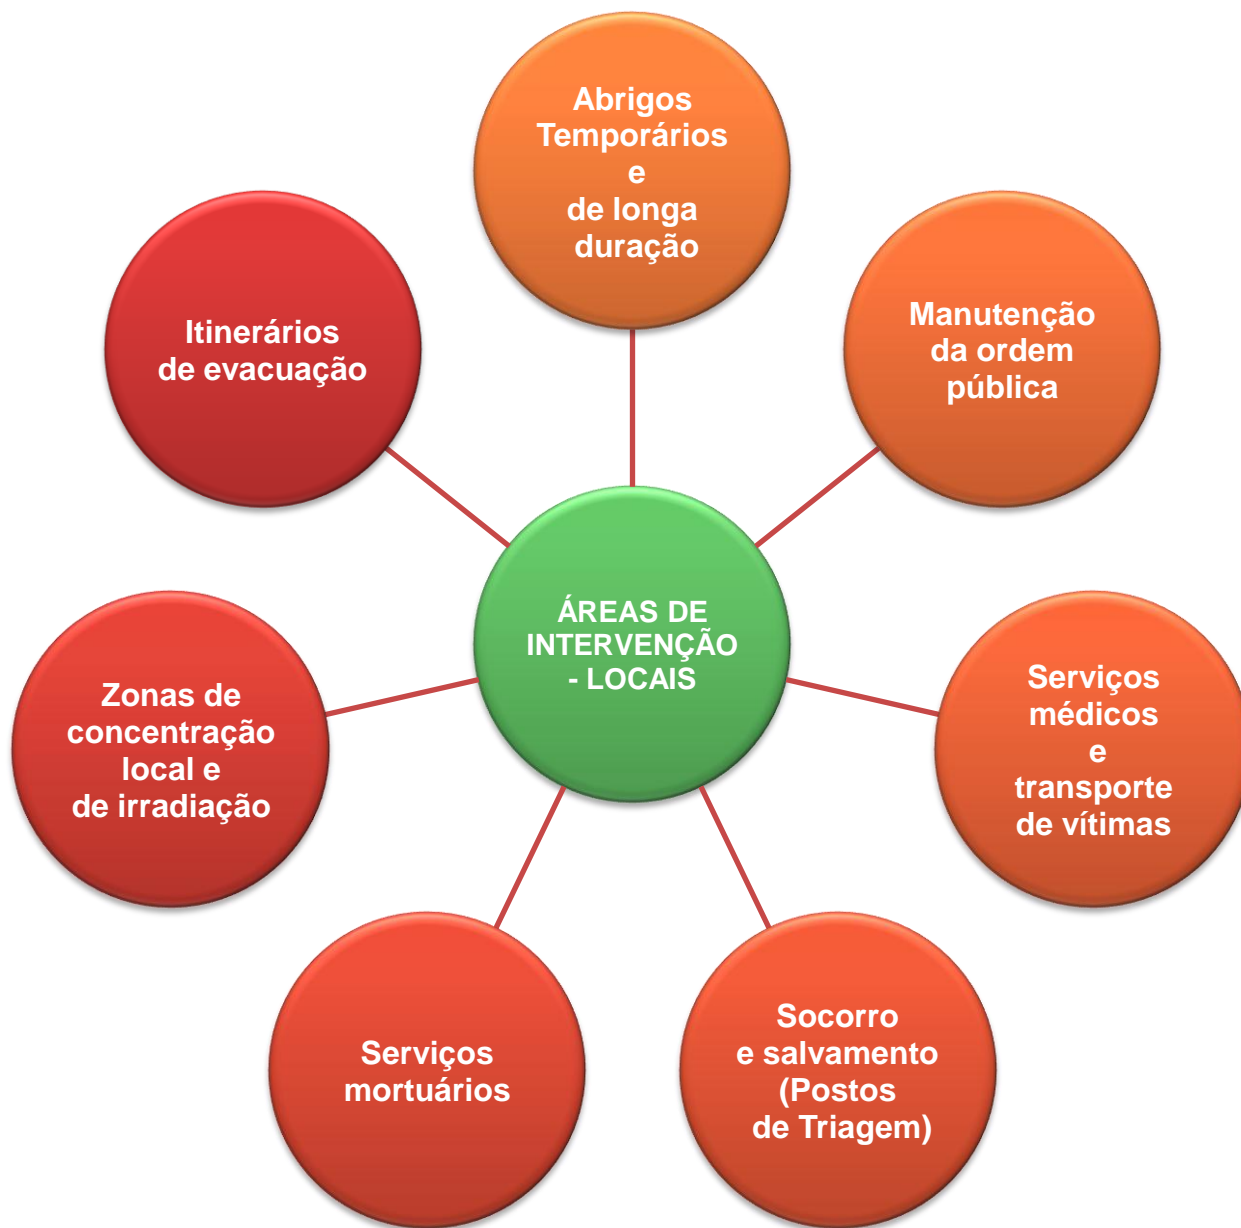 Abrigos
Temporários
e
de longa
duração
Manutenção
da ordem
pública
Serviços
médicos
e
transporte
de vítimas
Socorro
e salvamento
(Postos
de Triagem)
Serviços
mortuários
Zonas de
concentração
local e
de irradiação
Itinerários
de evacuação
ÁREAS DE
INTERVENÇÃO
- LOCAIS